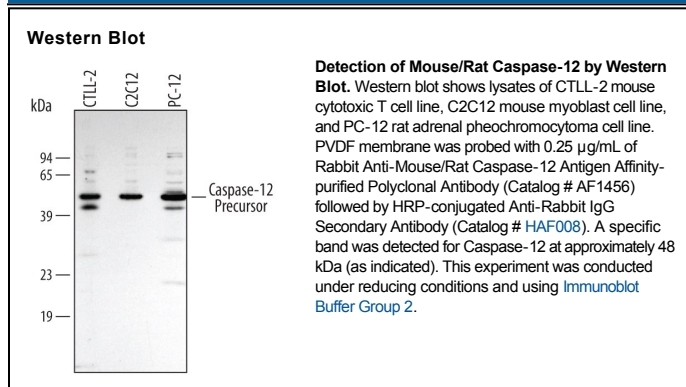 Western Blot
CTLL-2
C2C12
PC-12
kDa
94
65
39
23
19
Caspase-12
Precursor
Detection of Mouse/Rat Caspase-12 by Western
Blot. Western blot shows lysates of CTLL-2 mouse
cytotoxic T cell line, C2C12 mouse myoblast cell line,
and PC-12 rat adrenal pheochromocytoma cell line.
PVDF membrane was probed with 0.25 µg/mL of
Rabbit Anti-Mouse/Rat Caspase-12 Antigen Affinity-
purified Polyclonal Antibody (Catalog # AF1456)
followed by HRP-conjugated Anti-Rabbit IgG
Secondary Antibody (Catalog # HAF008). A specific
band was detected for Caspase-12 at approximately 48
kDa (as indicated). This experiment was conducted
under reducing conditions and using Immunoblot
Buffer Group 2.